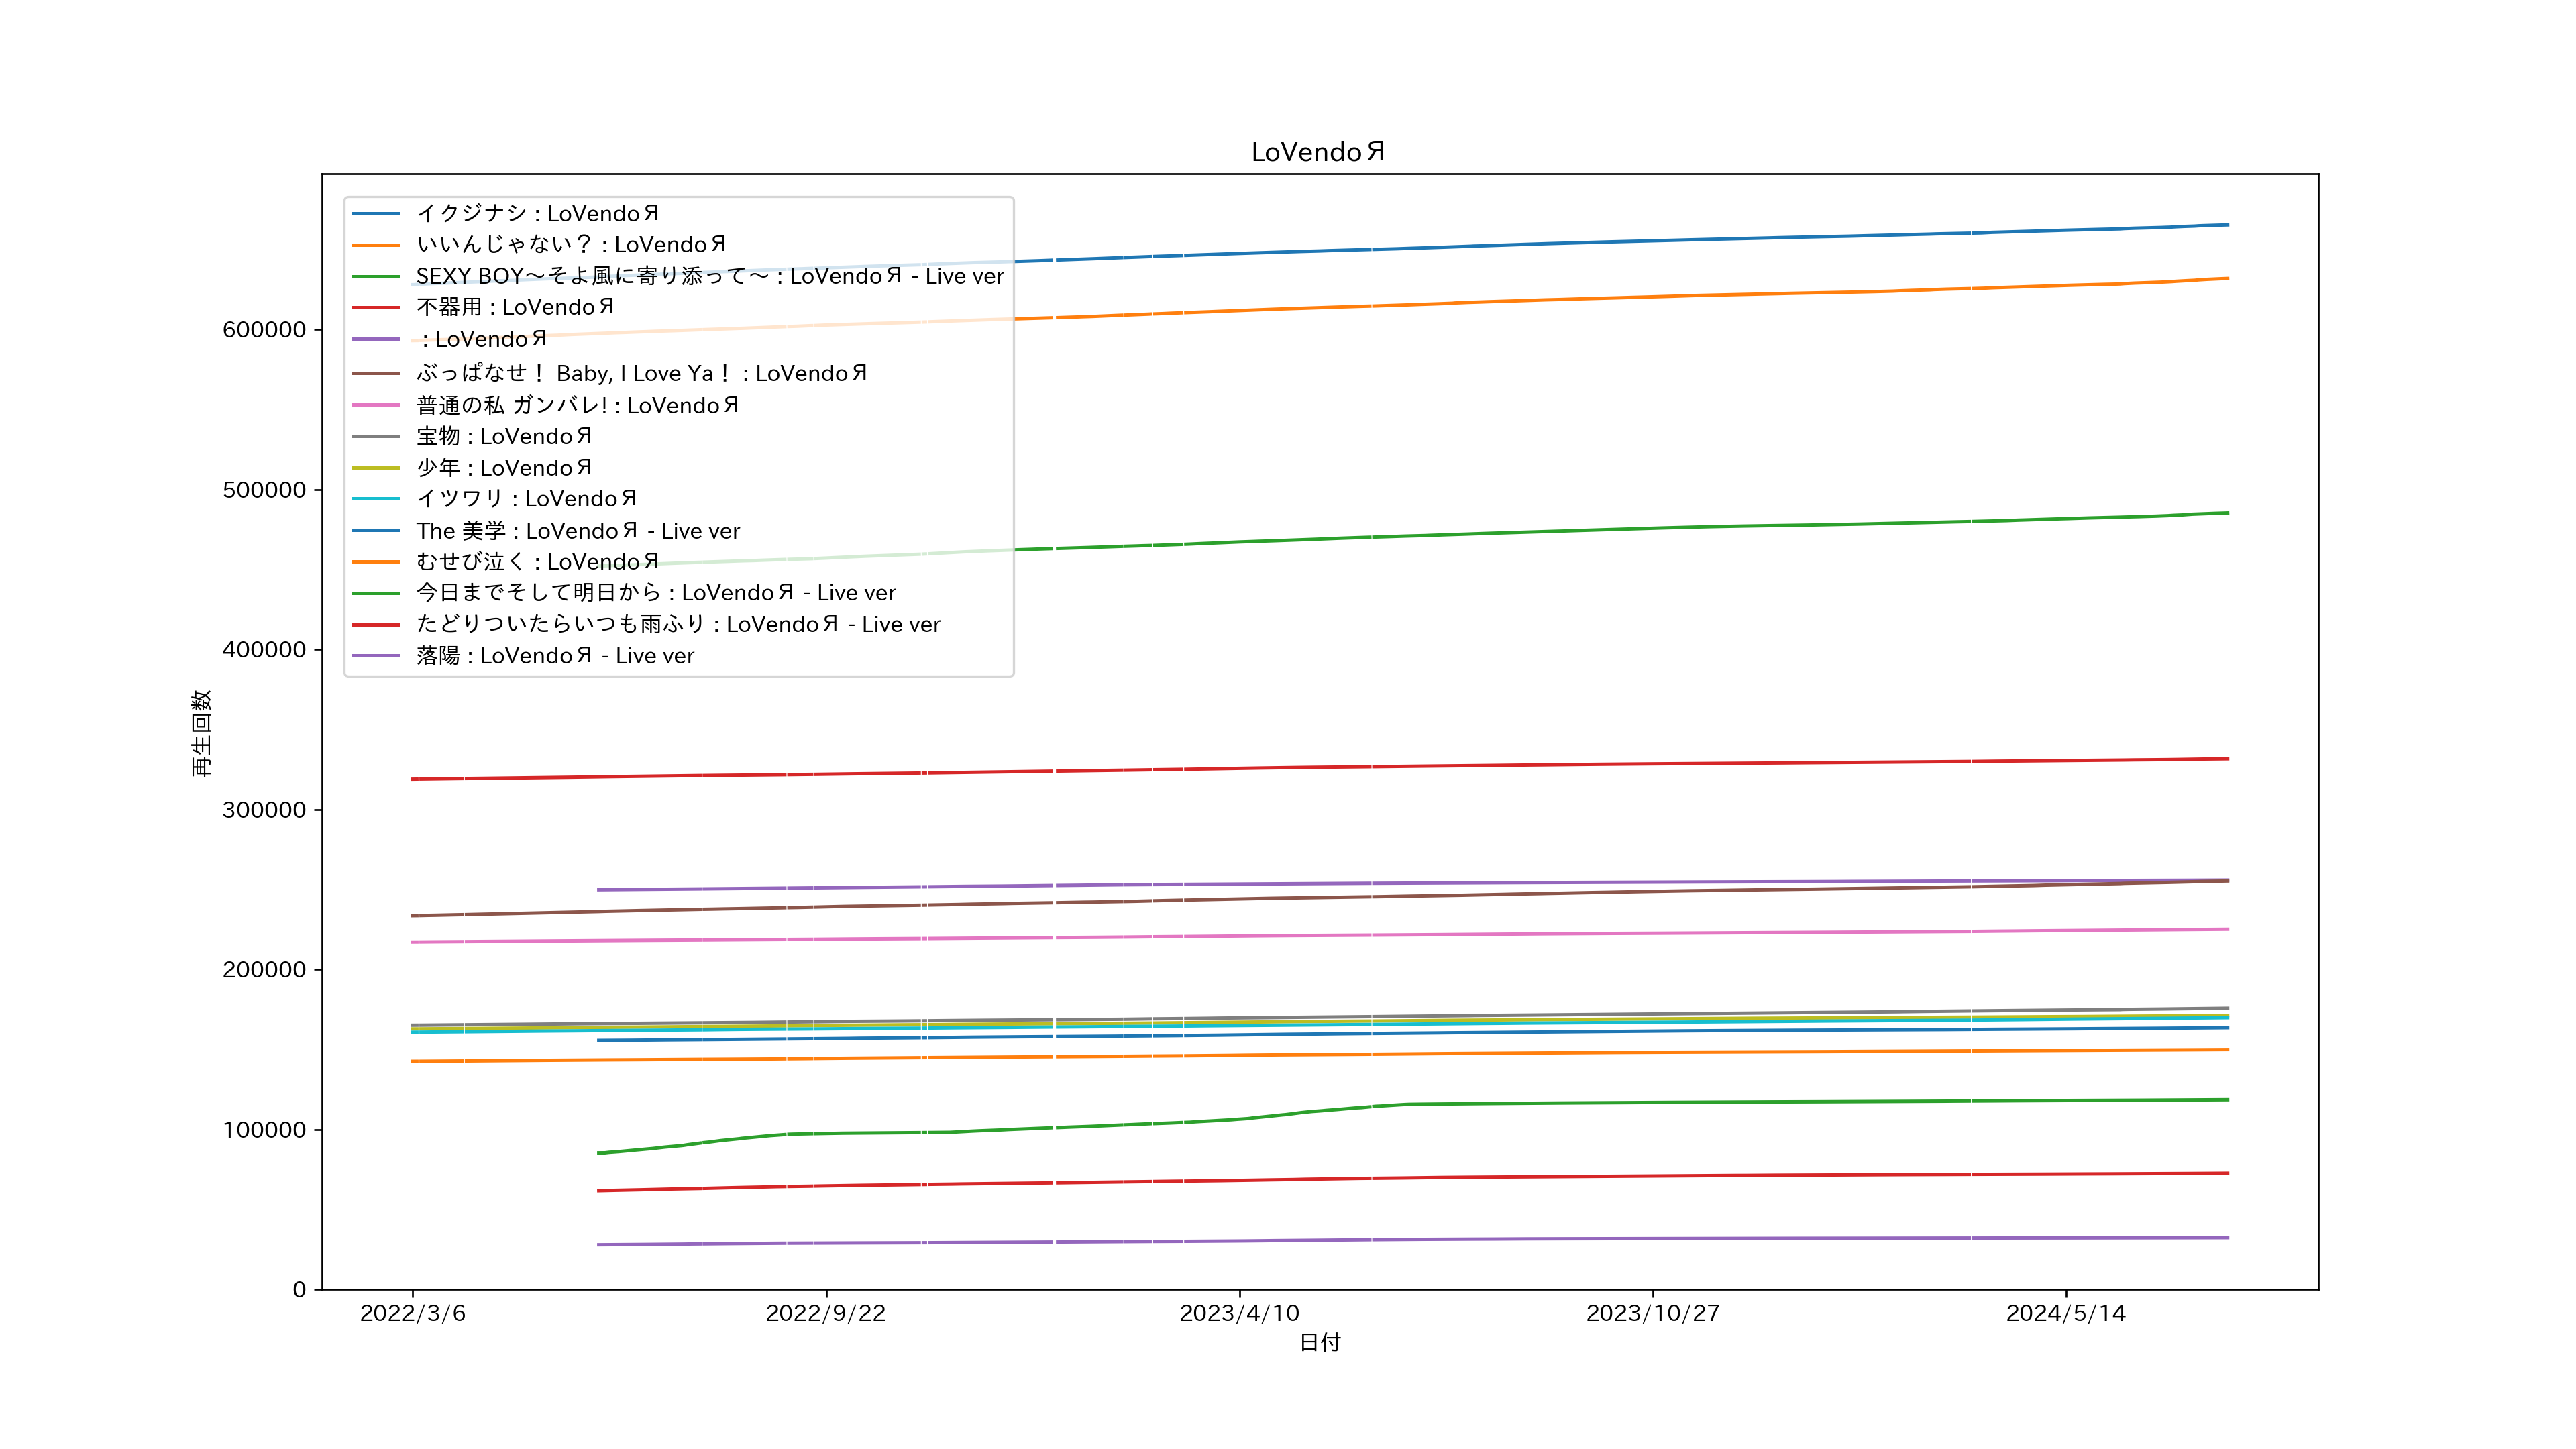 LoVendoЯ
イクジナシ : LoVendoЯ
いいんじゃない？ : LoVendoЯ
SEXY BOY～そよ風に寄り添って～ : LoVendoЯ - Live ver
不器用 : LoVendoЯ
: LoVendoЯ
ぶっぱなせ！ Baby, I Love Ya！ : LoVendoЯ
普通の私 ガンバレ! : LoVendoЯ
宝物 : LoVendoЯ
少年 : LoVendoЯ
イツワリ : LoVendoЯ
The 美学 : LoVendoЯ - Live ver
むせび泣く : LoVendoЯ
今日までそして明日から : LoVendoЯ - Live ver
たどりついたらいつも雨ふり : LoVendoЯ - Live ver
落陽 : LoVendoЯ - Live ver
600000
500000
400000
300000
200000
100000
0
再生回数
2022/3/6
2022/9/22
2023/4/10
2023/10/27
2024/5/14
日付